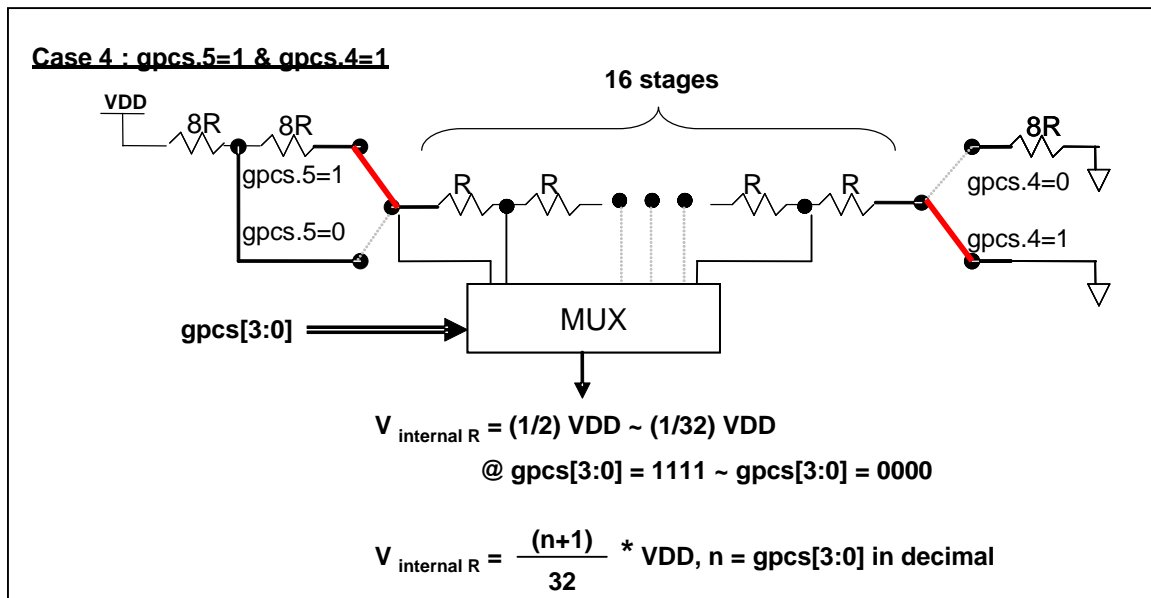 Case 4 : gpcs.5=1 & gpcs.4=1
16 stages
VDD
8R
8R
8R
gpcs.5=1
gpcs.4=0
R
R
R
R
gpcs.5=0
gpcs.4=1
MUX
gpcs[3:0]
V internal R = (1/2) VDD ~ (1/32) VDD
@ gpcs[3:0] = 1111 ~ gpcs[3:0] = 0000
V internal R = (n+1) / 32 * VDD, n = gpcs[3:0] in decimal